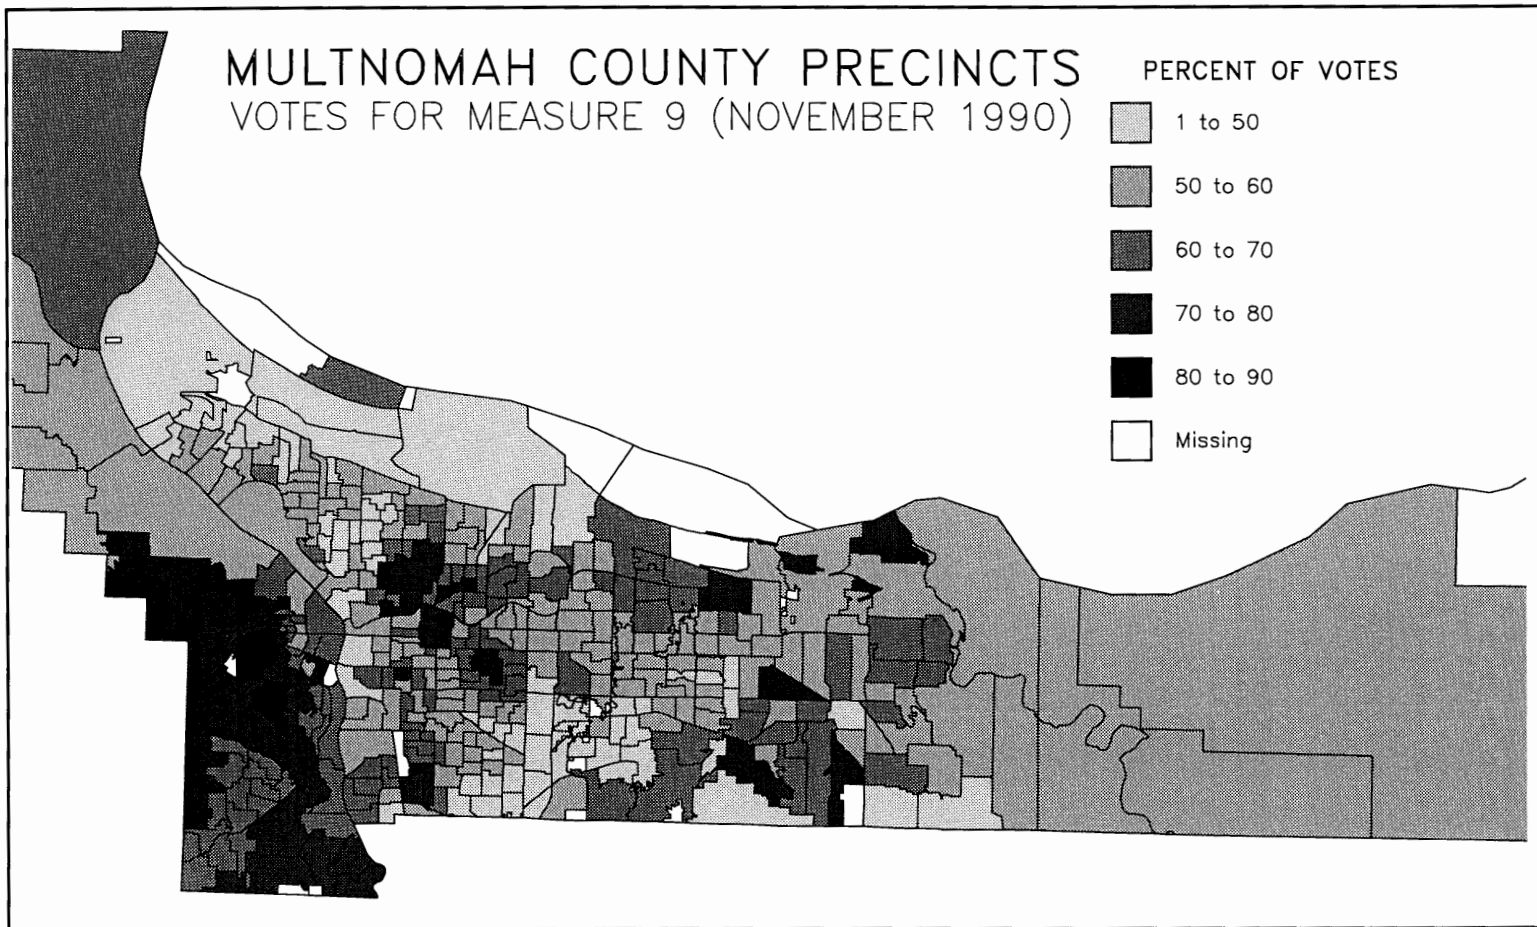 MULTNOMAH COUNTY PRECINCTS
VOTES FOR MEASURE 9 (NOVEMBER 1990)
PERCENT OF VOTES
1 to 50
50 to 60
60 to 70
70 to 80
80 to 90
Missing